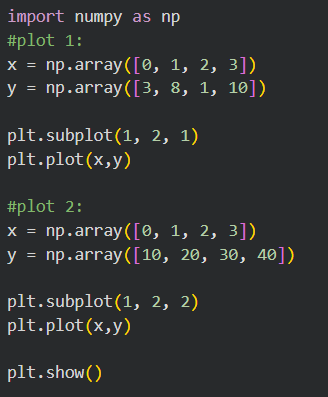 import numpy as np
#plot 1:
x = np.array([0, 1, 2, 3])
y = np.array([3, 8, 1, 10])
plt.subplot(1, 2, 1)
plt.plot(x,y)
#plot 2:
x = np.array([0, 1, 2, 3])
y = np.array([10, 20, 30, 40])
plt.subplot(1, 2, 2)
plt.plot(x,y)
plt.show()